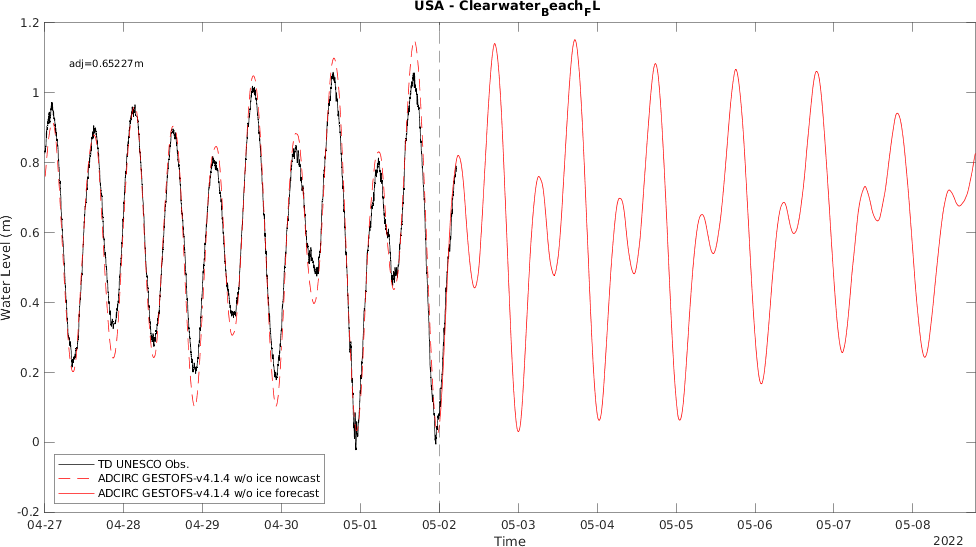 USA - Clearwater_Beach_FL
adj=0.65227m
1.2
1
0.8
0.6
0.4
0.2
0
-0.2
Water Level (m)
TD UNESCO Obs.
ADCIRC GESTOFS-v4.1.4 w/o ice nowcast
ADCIRC GESTOFS-v4.1.4 w/o ice forecast
04-27 04-28 04-29 04-30 05-01 05-02 05-03 05-04 05-05 05-06 05-07 05-08
Time
2022